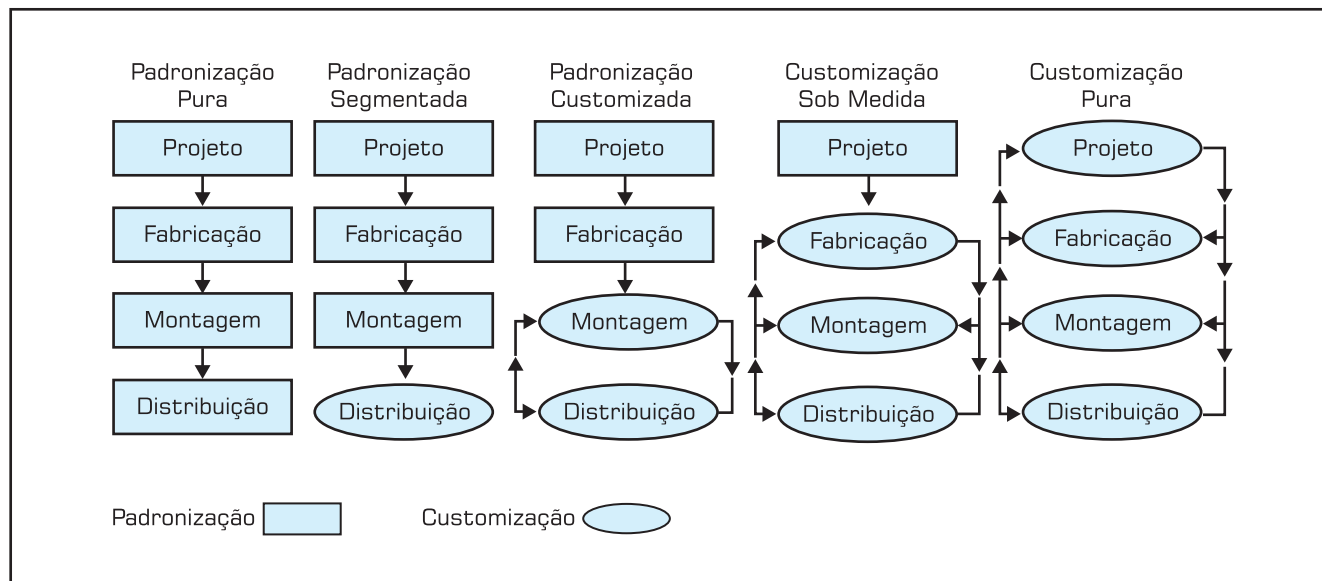 Padronização
Pura
Projeto
Fabricação
Montagem
Distribuição
Padronização
Segmentada
Projeto
Fabricação
Montagem
Distribuição
Padronização
Customizada
Projeto
Fabricação
Montagem
Distribuição
Customização
Sob Medida
Projeto
Fabricação
Montagem
Distribuição
Customização
Pura
Projeto
Fabricação
Montagem
Distribuição
Padronização
Customização